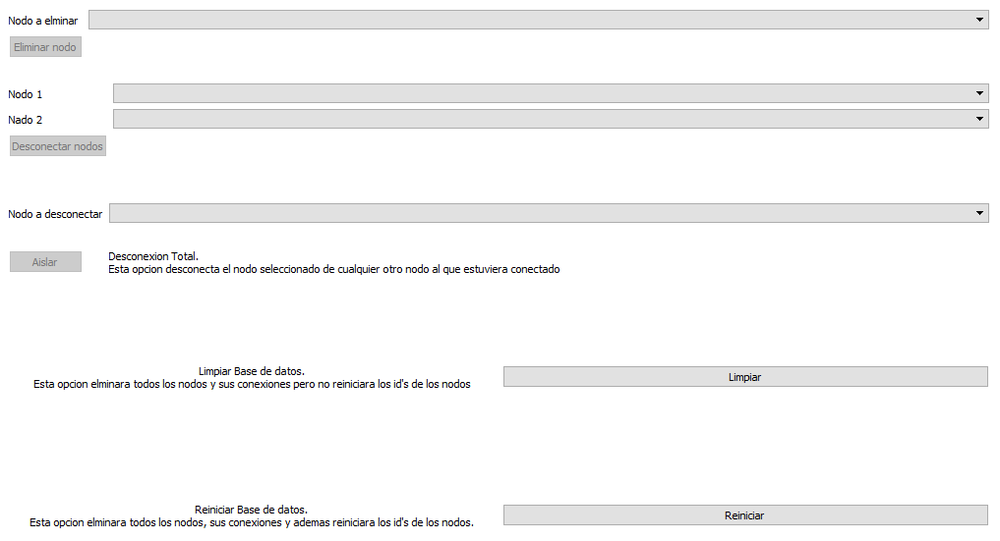 Nodo a elminar
Eliminar nodo
Nodo 1
Nado 2
Desconectar nodos
Nodo a desconectar
Aislar
Desconexion Total.
Esta opcion desconecta el nodo seleccionado de cualquier otro nodo al que estuviera conectado
Limpiar Base de datos.
Esta opcion elminara todos los nodos y sus conexiones pero no reiniciara los id's de los nodos
Limpiar
Reiniciar Base de datos.
Esta opcion elminara todos los nodos, sus conexiones y ademas reiniciara los id's de los nodos.
Reiniciar